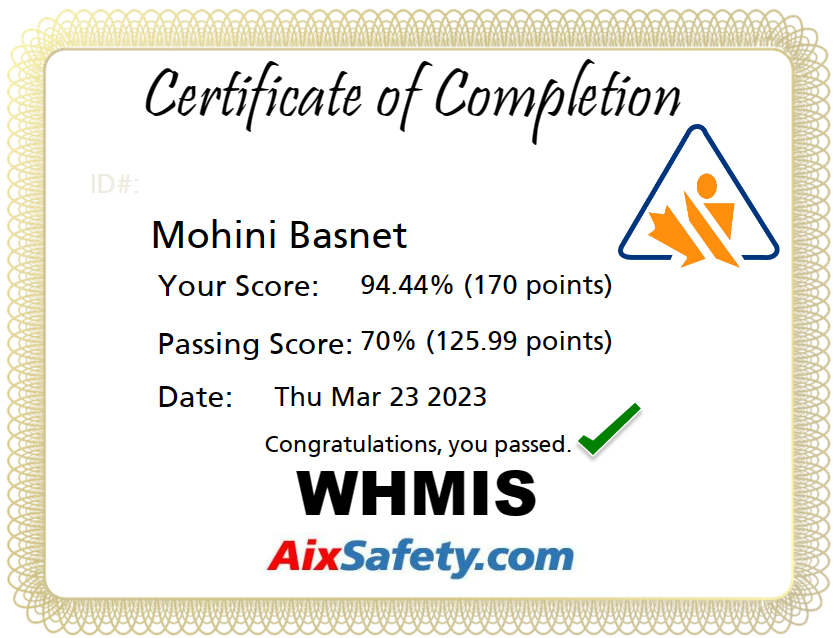 Certificate of Completion
ID#:
Mohini Basnet
Your Score: 94.44% (170 points)
Passing Score: 70% (125.99 points)
Date: Thu Mar 23 2023
Congratulations, you passed.
WHMIS
AixSafety.com